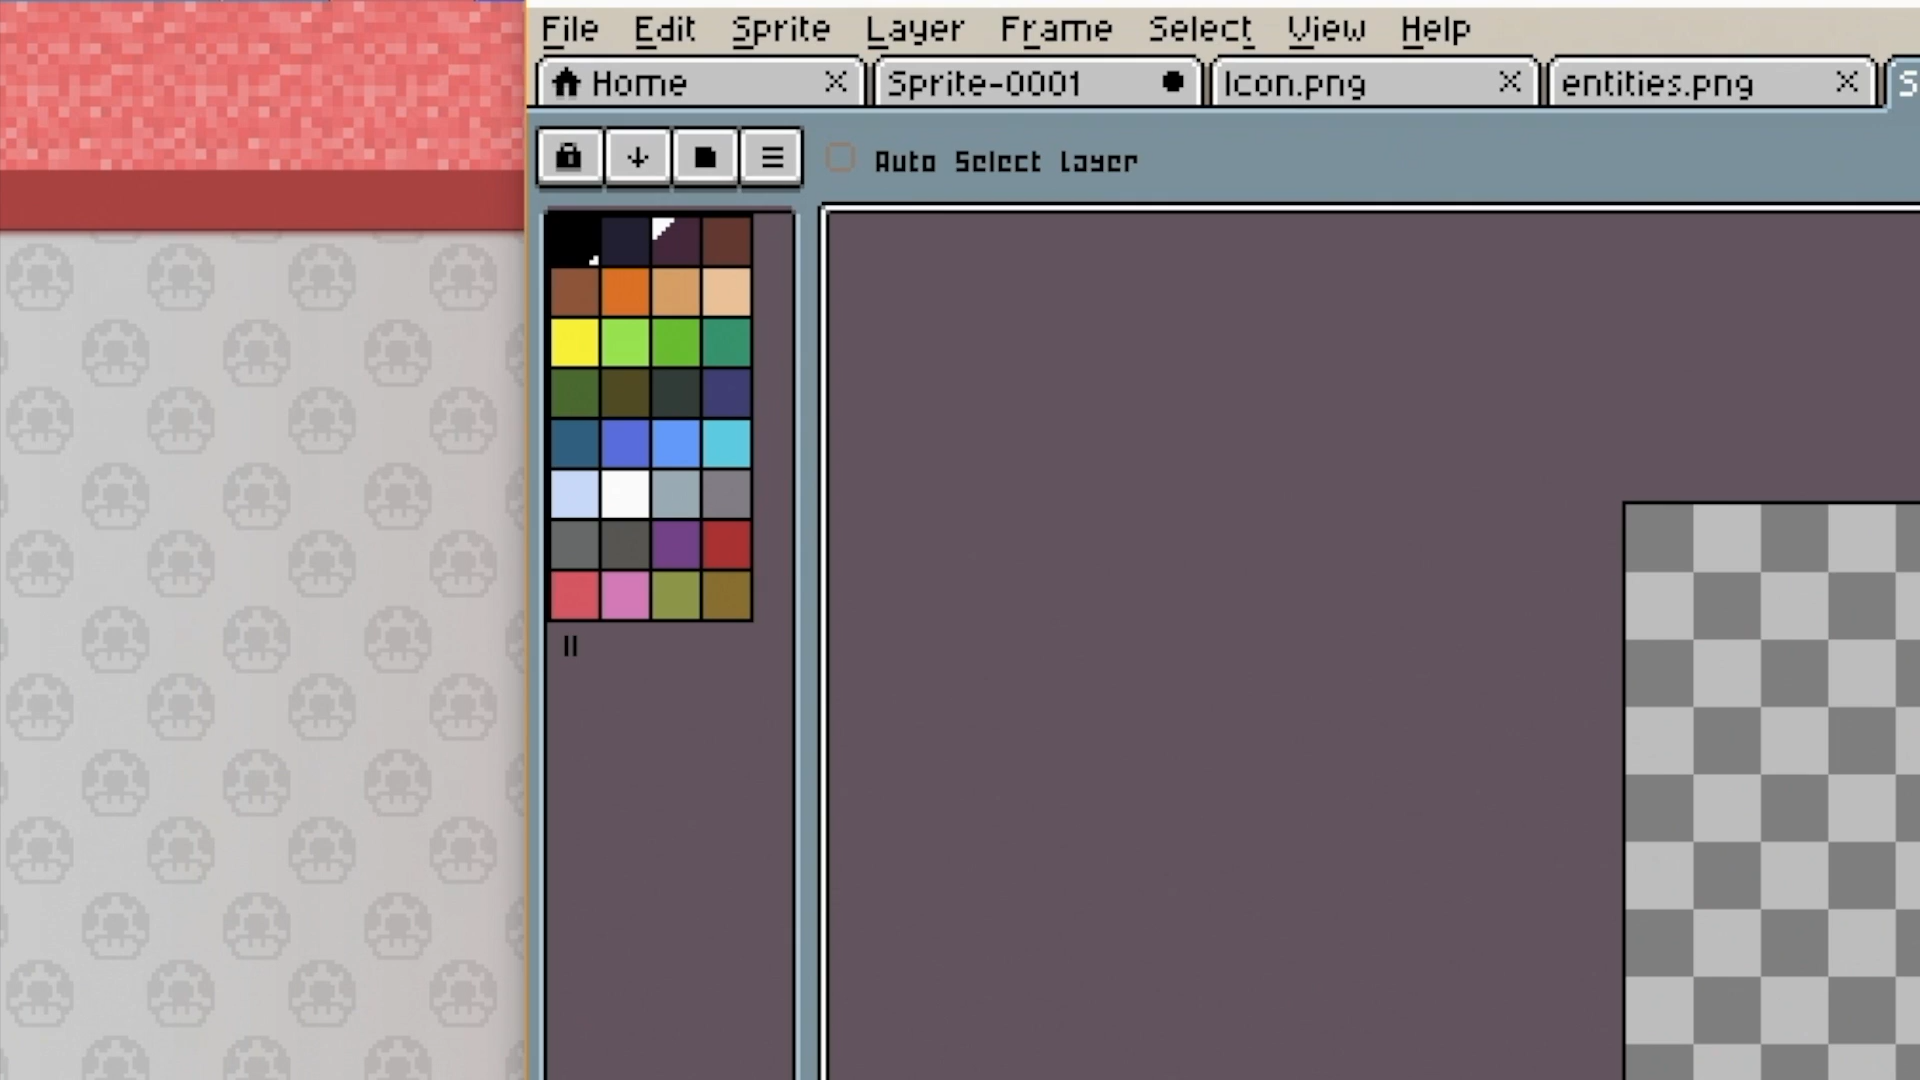 File Edit Sprite Layer Frame Select View Help
Home Sprite-0001 Icon.png entities.png S
Auto Select layer